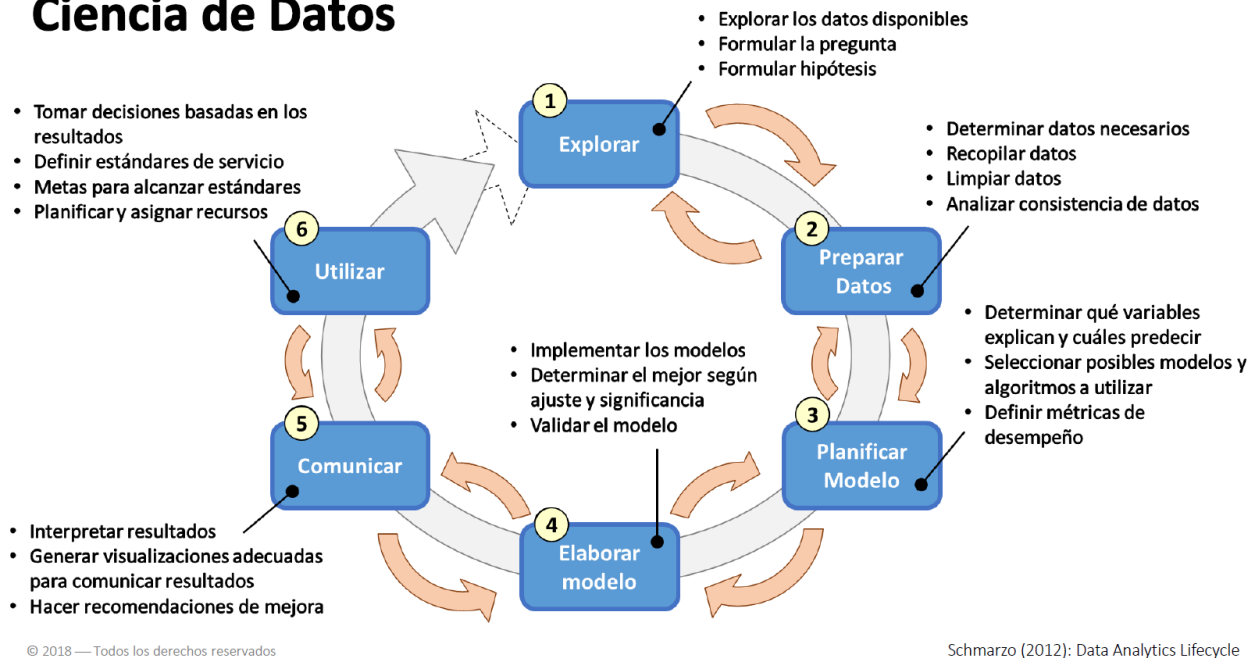 Ciencia de Datos
• Explorar los datos disponibles
• Formular la pregunta
• Formular hipótesis
1
Explorar
• Determinar datos necesarios
• Recopilar datos
• Limpiar datos
• Analizar consistencia de datos
2
Preparar
Datos
• Determinar qué variables
explican y cuáles predecir
• Seleccionar posibles modelos y
algoritmos a utilizar
• Definir métricas de
desempeño
3
Planificar
Modelo
• Implementar los modelos
• Determinar el mejor según
ajuste y significancia
• Validar el modelo
4
Elaborar
modelo
5
Comunicar
• Interpretar resultados
• Generar visualizaciones adecuadas
para comunicar resultados
• Hacer recomendaciones de mejora
• Tomar decisiones basadas en los
resultados
• Definir estándares de servicio
• Metas para alcanzar estándares
• Planificar y asignar recursos
6
Utilizar
© 2018 — Todos los derechos reservados
Schmarzo (2012): Data Analytics Lifecycle